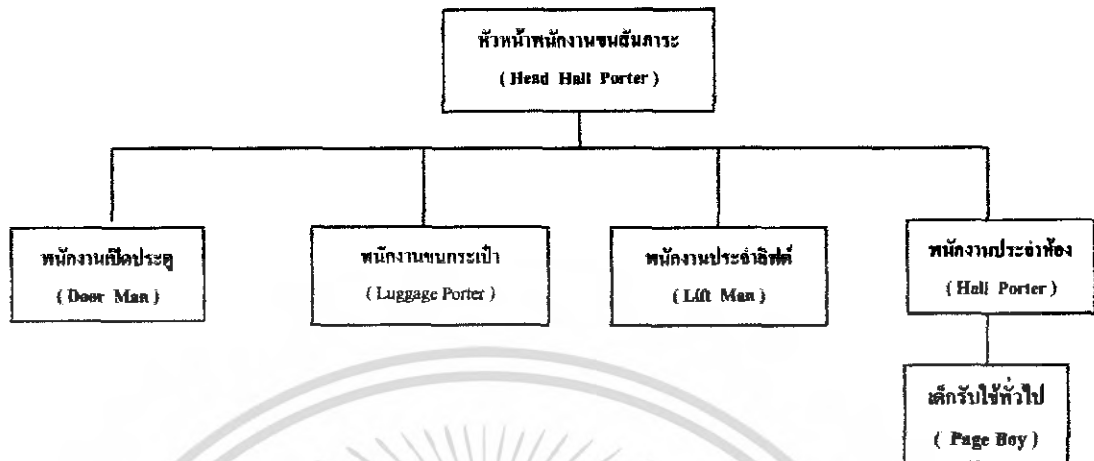 หัวหน้าพนักงานขนสัมภาระ
( Head Hall Porter )
พนักงานเปิดประตู
( Door Man )
พนักงานขนกระเป๋า
( Luggage Porter )
พนักงานประจำลิฟต์
( Lift Man )
พนักงานประจำห้อง
( Hall Porter )
เด็กรับใช้ทั่วไป
( Page Boy )